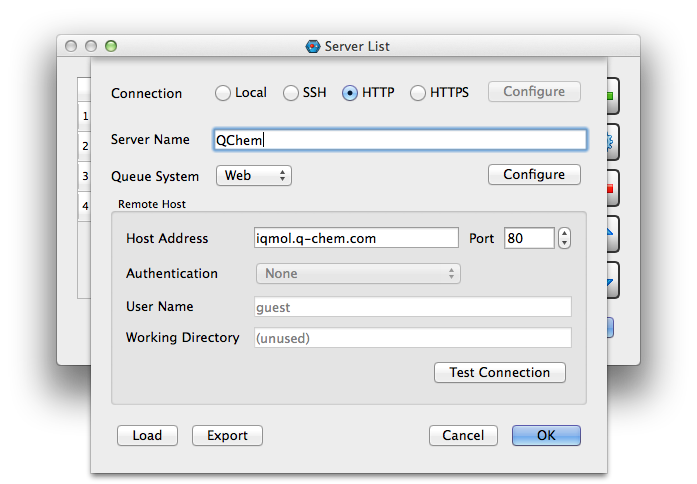 Server List
Connection Local SSH HTTP HTTPS Configure
1
Server Name QChem
2
3
Queue System Web Configure
4
Remote Host
Host Address iqmol.q-chem.com Port 80
Authentication None
User Name guest
Working Directory (unused)
Test Connection
Load Export Cancel OK